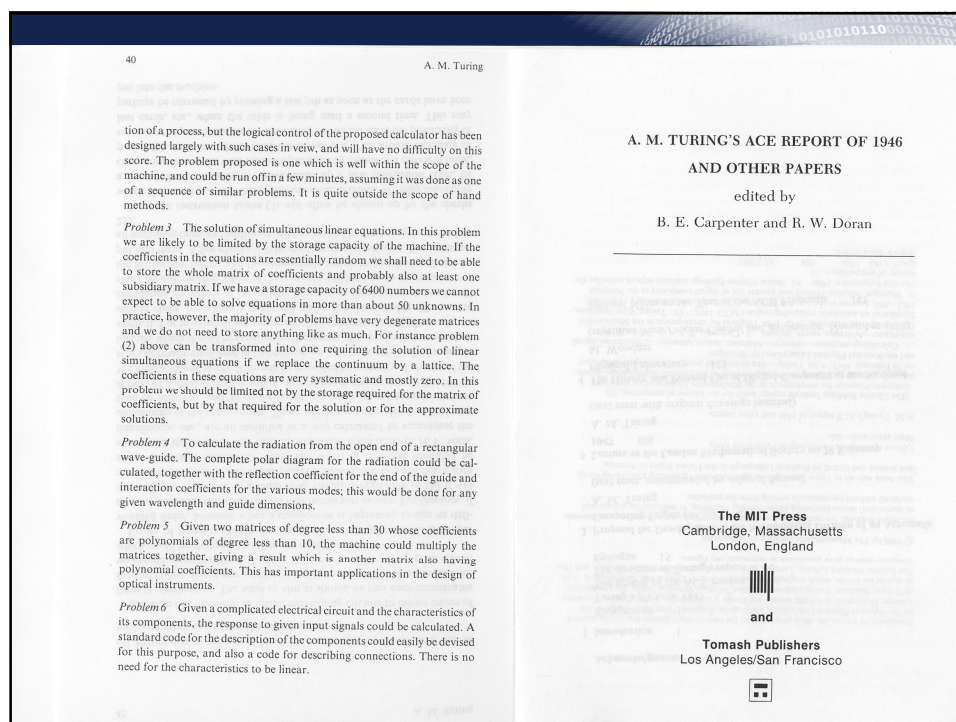 40
A. M. Turing
tion of a process, but the logical control of the proposed calculator has been
designed largely with such cases in veiw, and will have no difficulty on this
score. The problem proposed is one which is well within the scope of the
machine, and could be run off in a few minutes, assuming it was done as one
of a sequence of similar problems. It is quite outside the scope of hand
methods.
Problem 3 The solution of simultaneous linear equations. In this problem
we are likely to be limited by the storage capacity of the machine. If the
coefficients in the equations are essentially random we shall need to be able
to store the whole matrix of coefficients and probably also at least one
subsidiary matrix. If we have a storage capacity of 6400 numbers we cannot
expect to be able to solve equations in more than about 50 unknowns. In
practice, however, the majority of problems have very degenerate matrices
and we do not need to store anything like as much. For instance problem
(2) above can be transformed into one requiring the solution of linear
simultaneous equations if we replace the continuum by a lattice. The
coefficients in these equations are very systematic and mostly zero. In this
problem we should be limited not by the storage required for the matrix of
coefficients, but by that required for the solution or for the approximate
solutions.
Problem 4 To calculate the radiation from the open end of a rectangular
wave-guide. The complete polar diagram for the radiation could be cal-
culated, together with the reflection coefficient for the end of the guide and
interaction coefficients for the various modes; this would be done for any
given wavelength and guide dimensions.
Problem 5 Given two matrices of degree less than 30 whose coefficients
are polynomials of degree less than 10, the machine could multiply the
matrices together, giving a result which is another matrix also having
polynomial coefficients. This has important applications in the design of
optical instruments.
Problem 6 Given a complicated electrical circuit and the characteristics of
its components, the response to given input signals could be calculated. A
standard code for the description of the components could easily be devised
for this purpose, and also a code for describing connections. There is no
need for the characteristics to be linear.
A. M. TURING'S ACE REPORT OF 1946
AND OTHER PAPERS
edited by
B. E. Carpenter and R. W. Doran
The MIT Press
Cambridge, Massachusetts
London, England
and
Tomash Publishers
Los Angeles/San Francisco